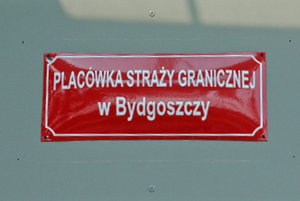 PLACÓWKA STRAŻY GRANICZNEJ
w Bydgoszczy